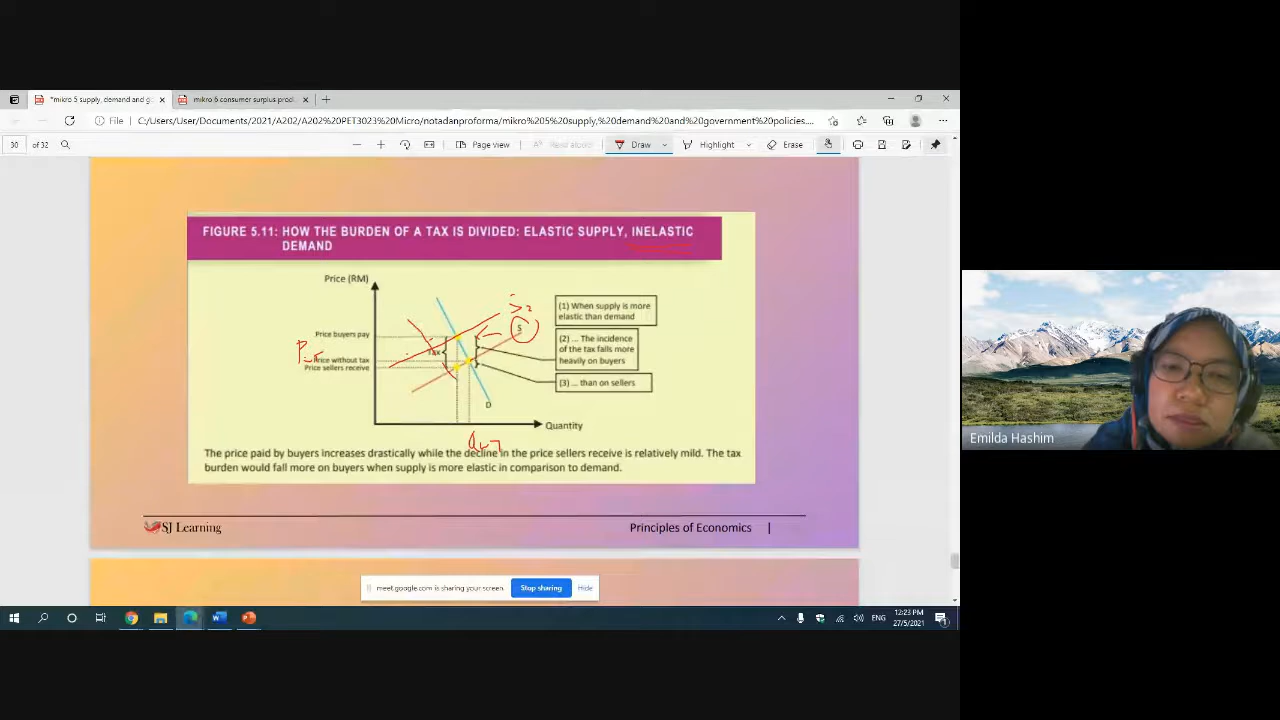 *mikro 5 supply, demand and g
mikro 6 consumer surplus prod
File
C:/Users/User/Documents/2021/A202/A202%20PET3023%20Micro/notadanproforma/mikro%205%20supply,%20demand%20and%20government%20policies....
30 of 32
Page view
Read aloud
Draw
Highlight
Erase
FIGURE 5.11: HOW THE BURDEN OF A TAX IS DIVIDED: ELASTIC SUPPLY, INELASTIC
DEMAND
Price (RM)
S2
S
(1) When supply is more
elastic than demand
Price buyers pay
Tax
(2) ... The incidence
of the tax falls more
heavily on buyers
Price without tax
Price sellers receive
(3) ... than on sellers
D
Quantity
The price paid by buyers increases drastically while the decline in the price sellers receive is relatively mild. The tax
burden would fall more on buyers when supply is more elastic in comparison to demand.
SJ Learning
Principles of Economics |
Emilda Hashim
meet.google.com is sharing your screen.
Stop sharing
Hide
ENG
12:23 PM
27/5/2021